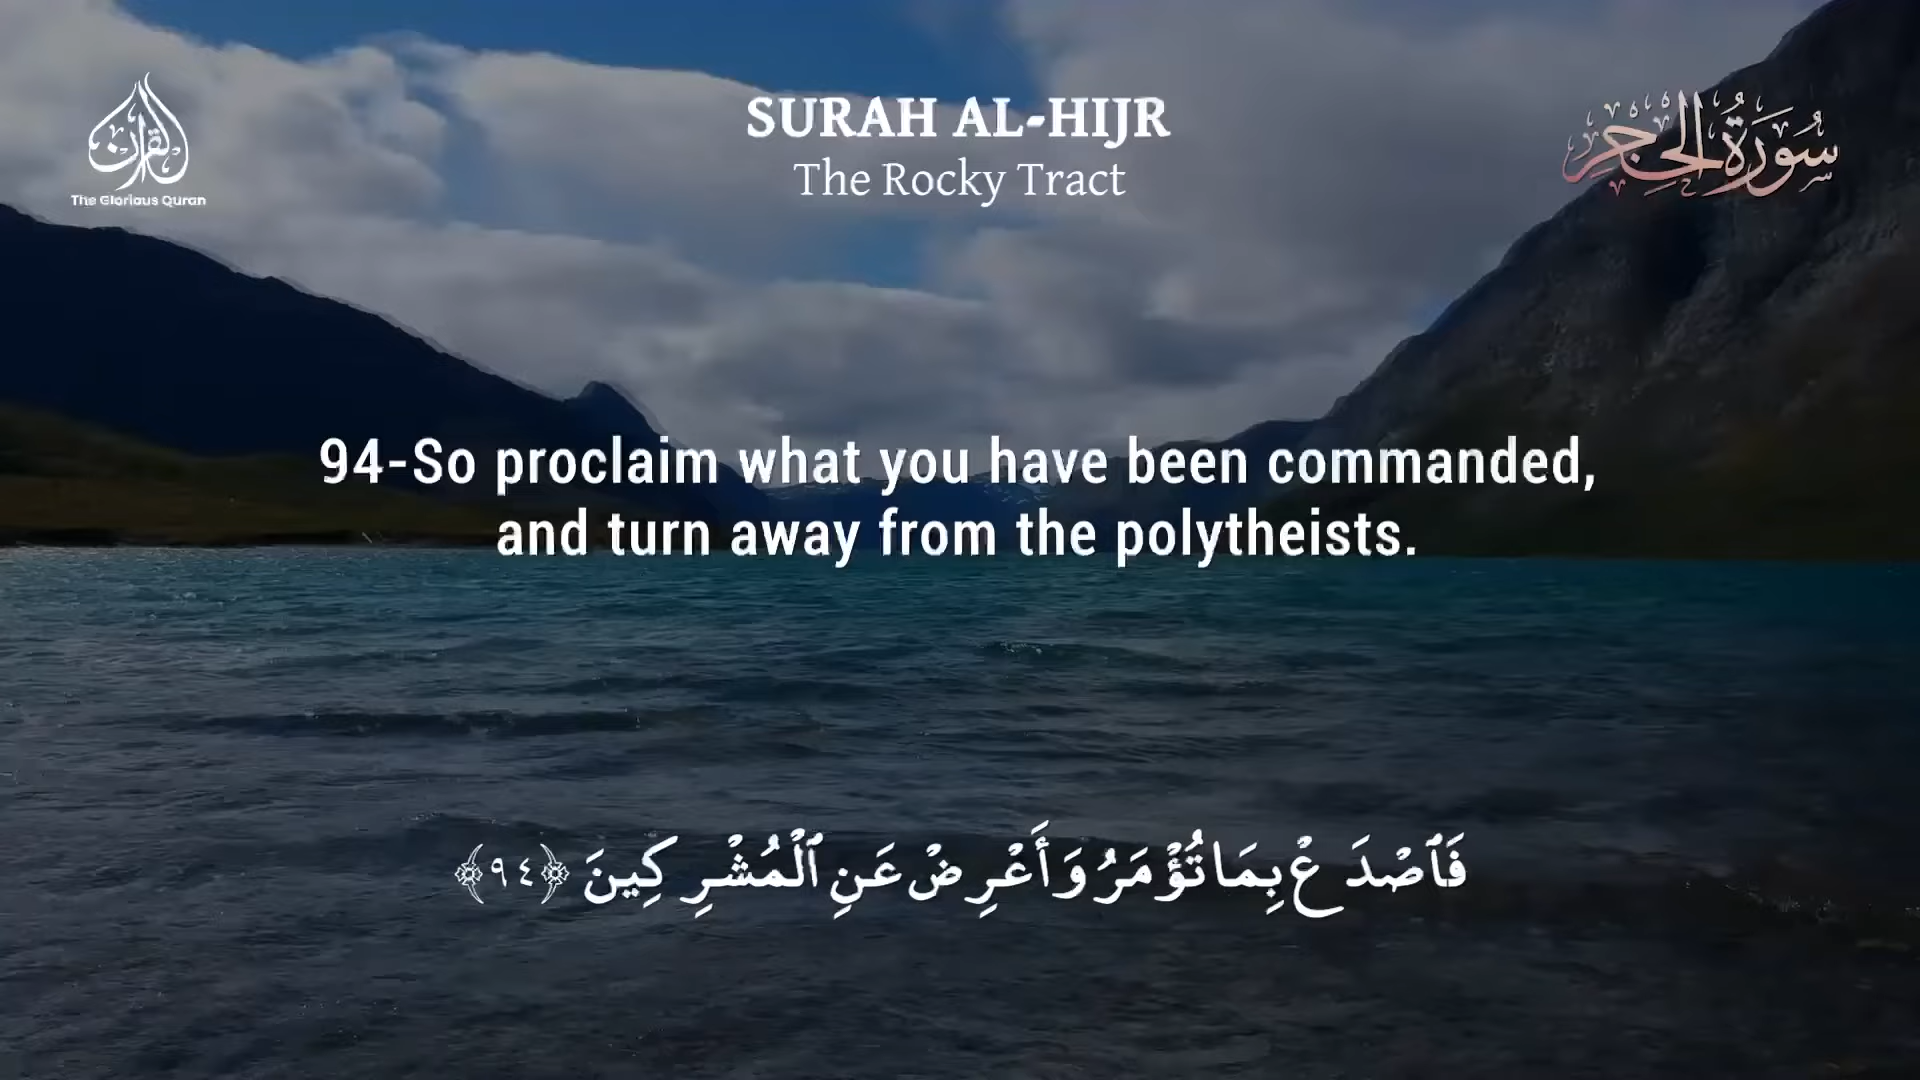 القرآن
The Glorious Quran
SURAH AL-HIJR
The Rocky Tract
سُورَةُ الحِجْرِ
94-So proclaim what you have been commanded,
and turn away from the polytheists.
فَٱصْدَعْ بِمَا تُؤْمَرُ وَأَعْرِضْ عَنِ ٱلْمُشْرِكِينَ ﴿٩٤﴾